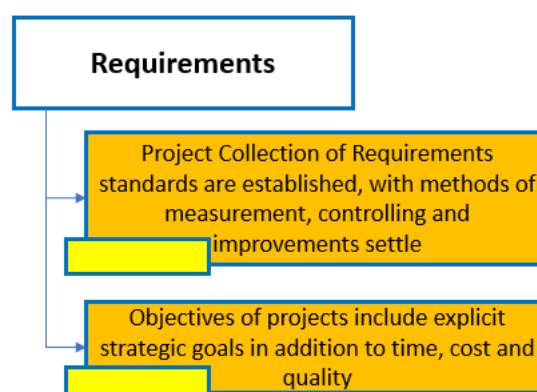 Requirements
Project Collection of Requirements
standards are established, with methods of
measurement, controlling and
improvements settle
Objectives of projects include explicit
strategic goals in addition to time, cost and
quality